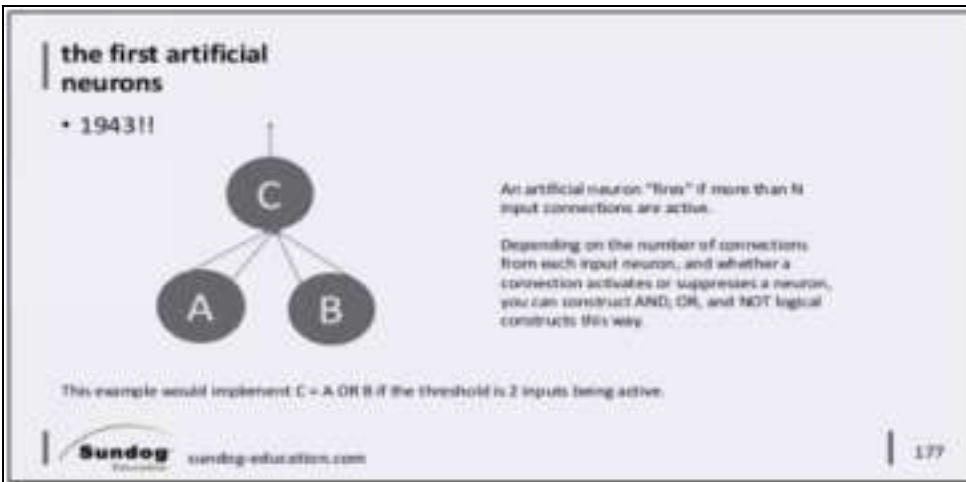 the first artificial
neurons
• 1943!!
C
A
B
An artificial neuron "fires" if more than N
input connections are active.
Depending on the number of connections
from each input neuron, and whether a
connection activates or suppresses a neuron,
you can construct AND, OR, and NOT logical
constructs this way.
This example would implement C = A OR B if the threshold is 2 inputs being active.
Sundog
Education
sundog-education.com
177